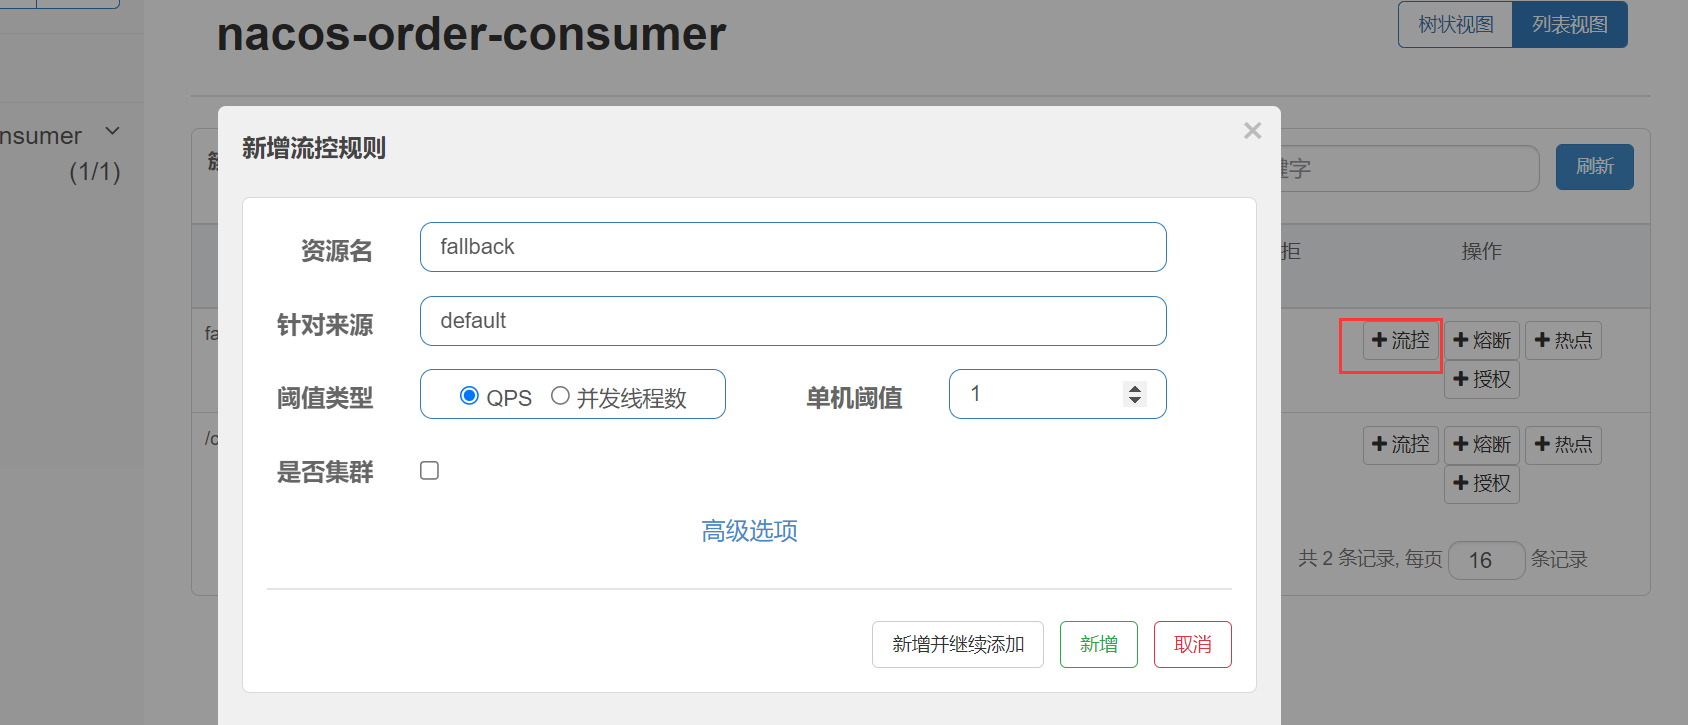 nacos-order-consumer
树状视图 列表视图
nsumer
(1/1)
新增流控规则 ×
刷新
资源名 fallback
操作
针对来源 default
fa
+ 流控 + 熔断 + 热点
+ 授权
阈值类型 QPS 并发线程数 单机阈值 1
/
+ 流控 + 熔断 + 热点
+ 授权
是否集群
高级选项
共 2 条记录, 每页 16 条记录
新增并继续添加 新增 取消